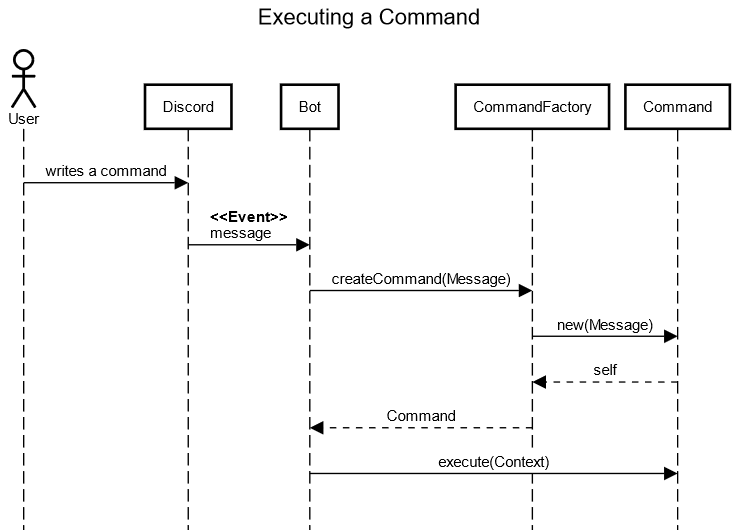 Executing a Command
User
Discord
Bot
CommandFactory
Command
writes a command
<<Event>>
message
createCommand(Message)
new(Message)
self
Command
execute(Context)